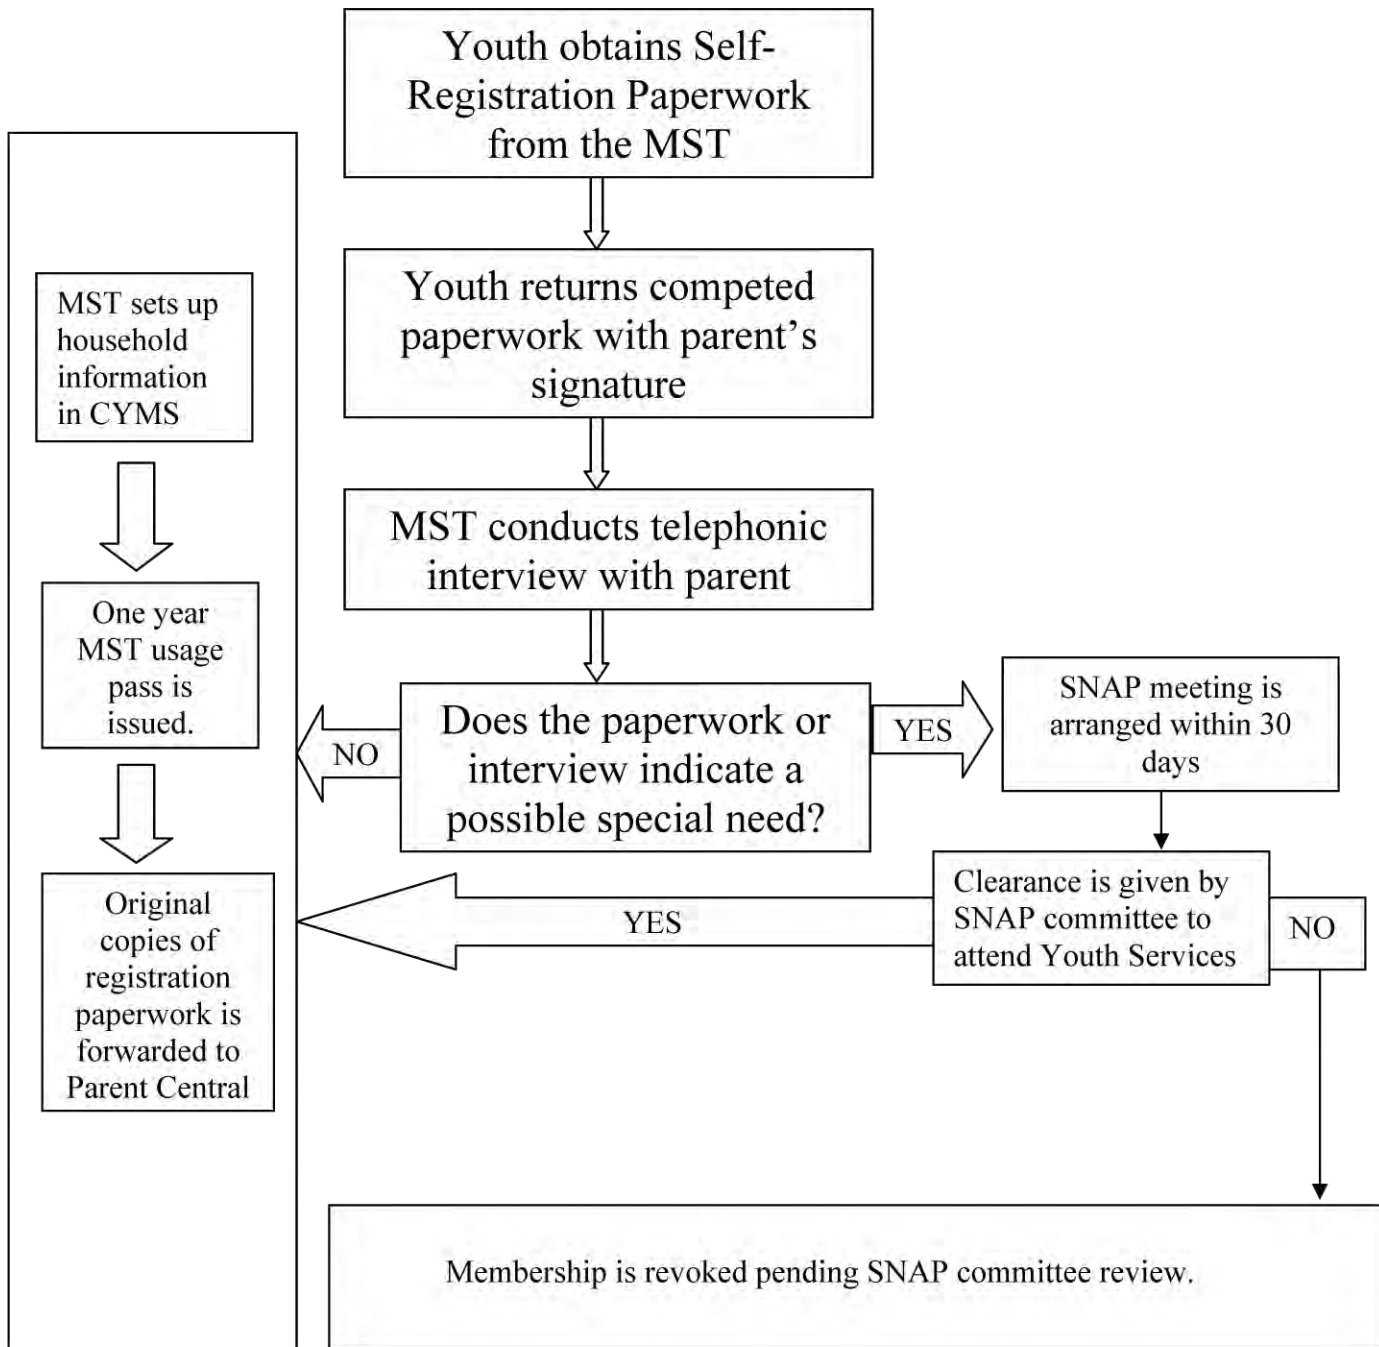 Youth obtains Self-
Registration Paperwork
from the MST
Youth returns competed
paperwork with parent’s
signature
MST conducts telephonic
interview with parent
Does the paperwork or
interview indicate a
possible special need?
NO
YES
MST sets up
household
information
in CYMS
One year
MST usage
pass is
issued.
Original
copies of
registration
paperwork is
forwarded to
Parent Central
SNAP meeting is
arranged within 30
days
Clearance is given by
SNAP committee to
attend Youth Services
YES
NO
Membership is revoked pending SNAP committee review.